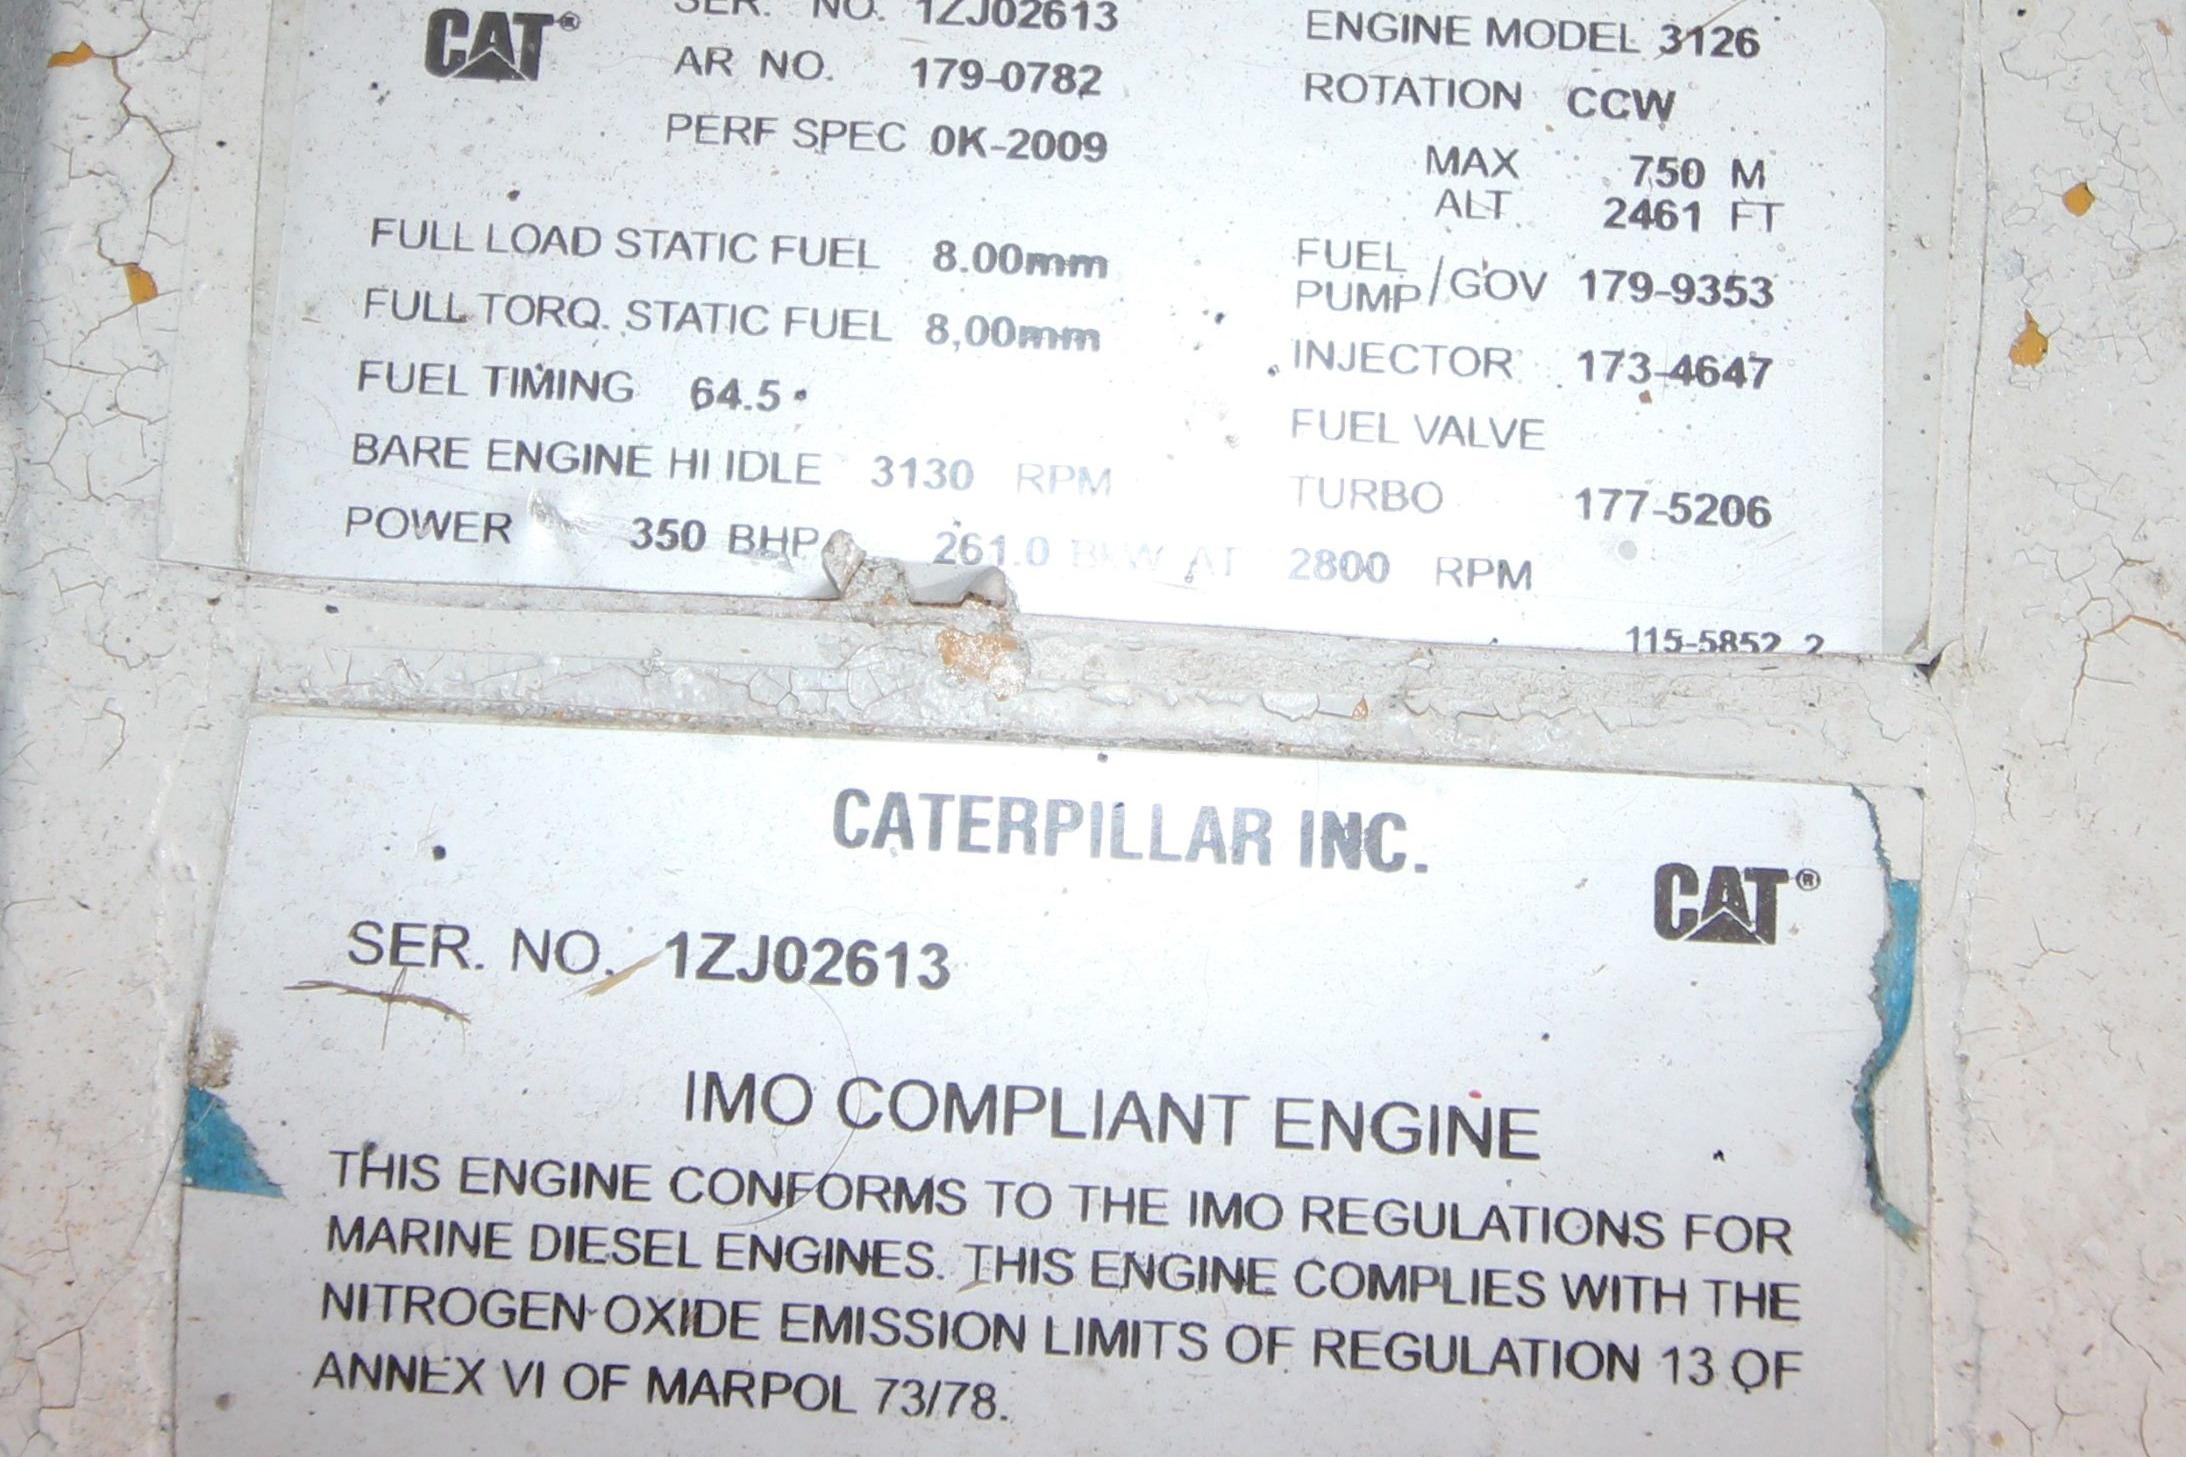 CAT®
SER. NO. 1ZJ02613
AR NO. 179-0782
PERF SPEC 0K-2009
ENGINE MODEL 3126
ROTATION CCW
MAX ALT 750 M
2461 FT
FULL LOAD STATIC FUEL 8.00mm
FULL TORQ. STATIC FUEL 8,00mm
FUEL TIMING 64.5°
BARE ENGINE HI IDLE 3130 RPM
FUEL PUMP/GOV 179-9353
INJECTOR 173-4647
FUEL VALVE
TURBO 177-5206
POWER 350 BHP 261.0 BKW AT 2800 RPM
115-5852 2
CATERPILLAR INC.
CAT®
SER. NO. 1ZJ02613
IMO COMPLIANT ENGINE
THIS ENGINE CONFORMS TO THE IMO REGULATIONS FOR
MARINE DIESEL ENGINES. THIS ENGINE COMPLIES WITH THE
NITROGEN OXIDE EMISSION LIMITS OF REGULATION 13 OF
ANNEX VI OF MARPOL 73/78.